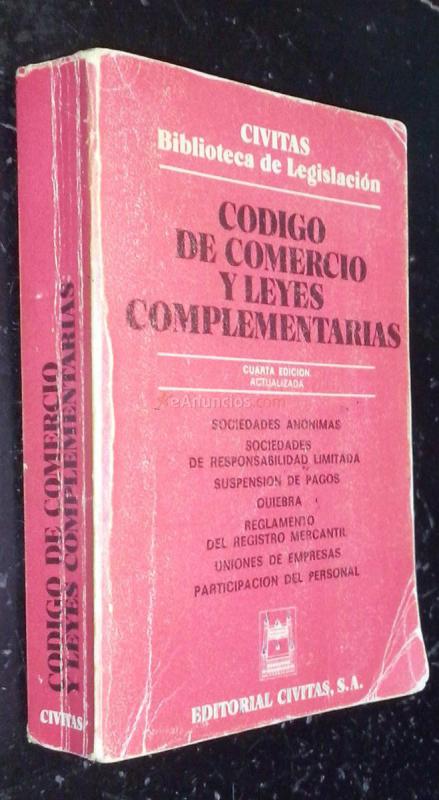 CIVITAS
Biblioteca de Legislación
CODIGO
DE COMERCIO
Y LEYES
COMPLEMENTARIAS
CUARTA EDICION
ACTUALIZADA
eAnuncios.com
SOCIEDADES ANONIMAS
SOCIEDADES
DE RESPONSABILIDAD LIMITADA
SUSPENSION DE PAGOS
QUIEBRA
REGLAMENTO
DEL REGISTRO MERCANTIL
UNIONES DE EMPRESAS
PARTICIPACION DEL PERSONAL
EDITORIAL CIVITAS, S.A.
CODIGO DE COMERCIO
Y LEYES COMPLEMENTARIAS
CIVITAS